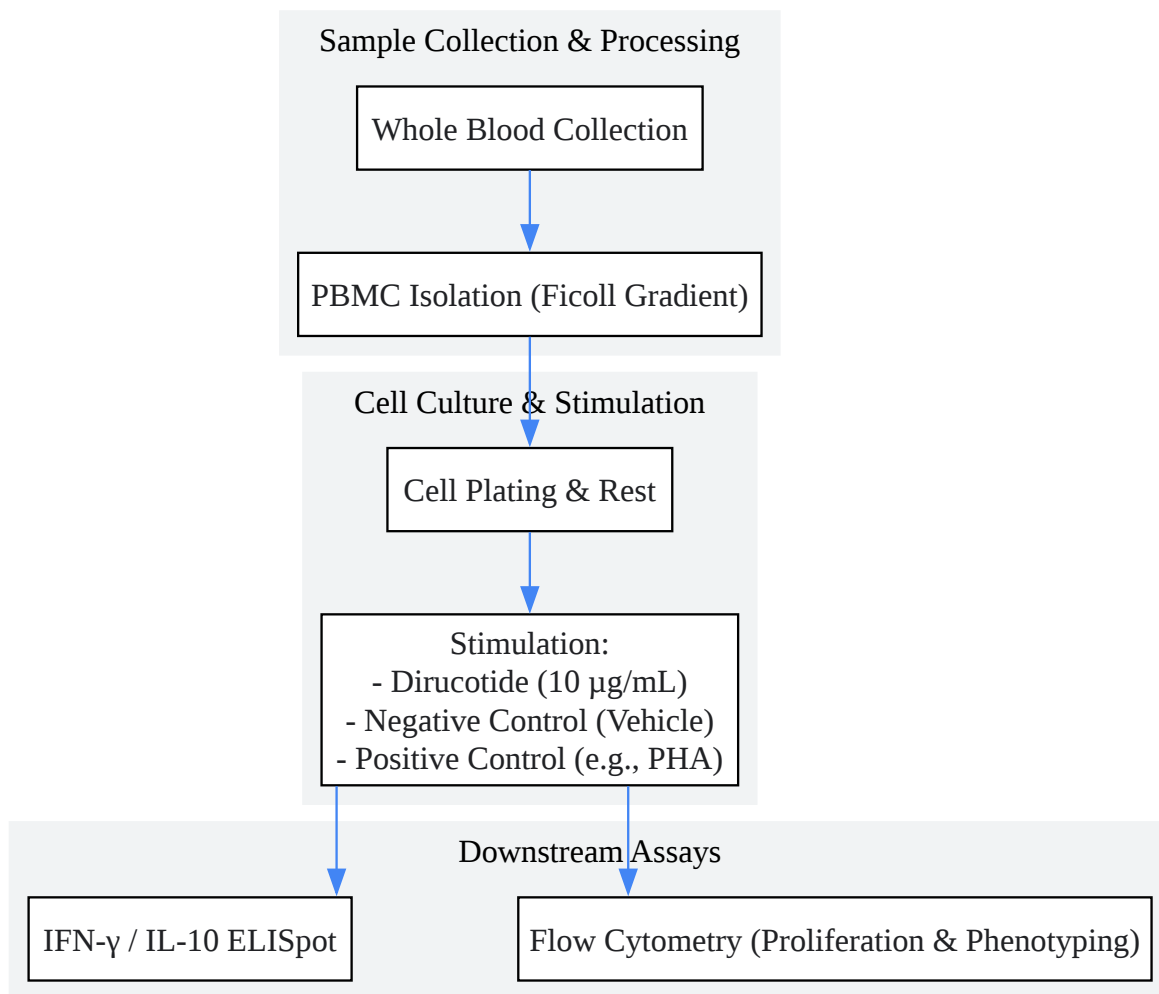 Sample Collection & Processing
Whole Blood Collection
PBMC Isolation (Ficoll Gradient)
Cell Culture & Stimulation
Cell Plating & Rest
Stimulation:
- Dirucotide (10 µg/mL)
- Negative Control (Vehicle)
- Positive Control (e.g., PHA)
Downstream Assays
IFN-γ / IL-10 ELISpot
Flow Cytometry (Proliferation & Phenotyping)